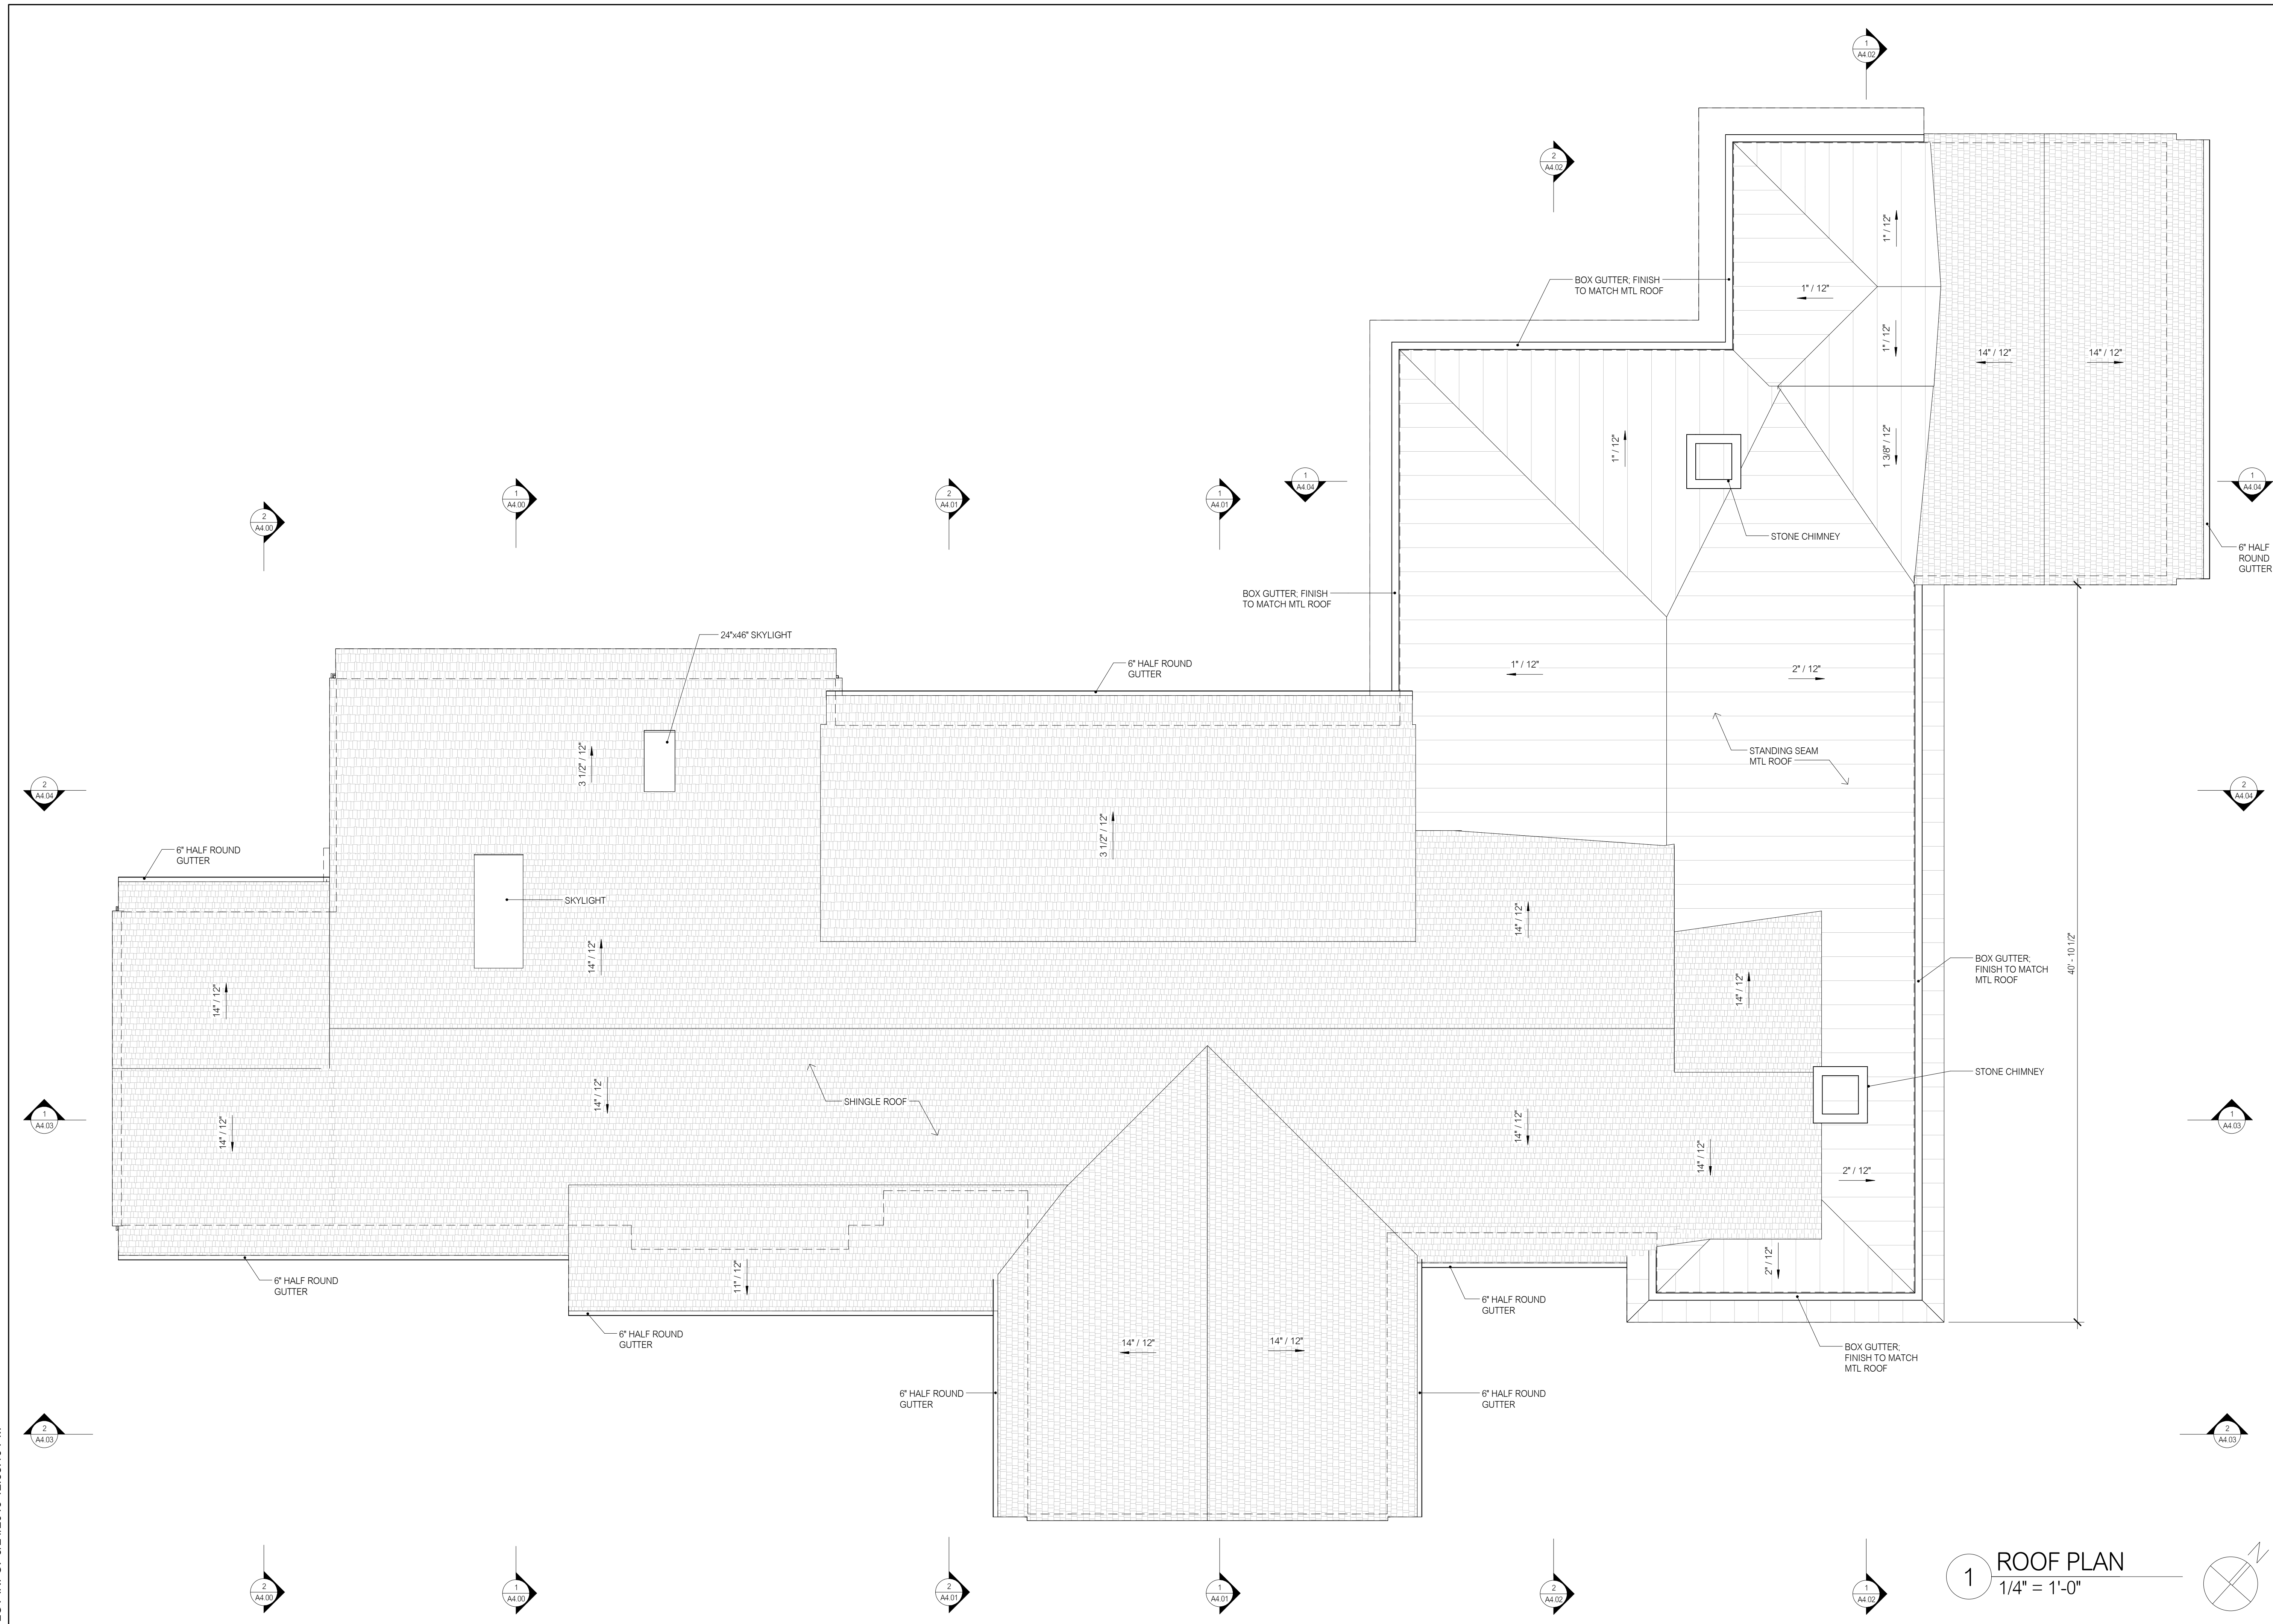 1
A4.02
2
A4.02
1" / 12"
BOX GUTTER; FINISH
TO MATCH MTL ROOF
1" / 12"
1" / 12"
14" / 12"
14" / 12"
1" / 12"
1 3/8" / 12"
2
A4.00
1
A4.00
2
A4.01
1
A4.01
1
A4.04
1
A4.04
STONE CHIMNEY
6" HALF
ROUND
GUTTER
BOX GUTTER; FINISH
TO MATCH MTL ROOF
24"x46" SKYLIGHT
6" HALF ROUND
GUTTER
1" / 12"
2" / 12"
3 1/2" / 12"
STANDING SEAM
MTL ROOF
2
A4.04
2
A4.04
3 1/2" / 12"
6" HALF ROUND
GUTTER
SKYLIGHT
14" / 12"
14" / 12"
14" / 12"
14" / 12"
BOX GUTTER;
FINISH TO MATCH
MTL ROOF
40' - 10 1/2"
STONE CHIMNEY
14" / 12"
SHINGLE ROOF
1
A4.03
1
A4.03
14" / 12"
14" / 12"
14" / 12"
2" / 12"
6" HALF ROUND
GUTTER
11" / 12"
2" / 12"
6" HALF ROUND
GUTTER
6" HALF ROUND
GUTTER
14" / 12"
14" / 12"
BOX GUTTER;
FINISH TO MATCH
MTL ROOF
6" HALF ROUND
GUTTER
6" HALF ROUND
GUTTER
2
A4.03
2
A4.03
2
A4.00
1
A4.00
2
A4.01
1
A4.01
2
A4.02
1
A4.02
1
ROOF PLAN
1/4" = 1'-0"
N